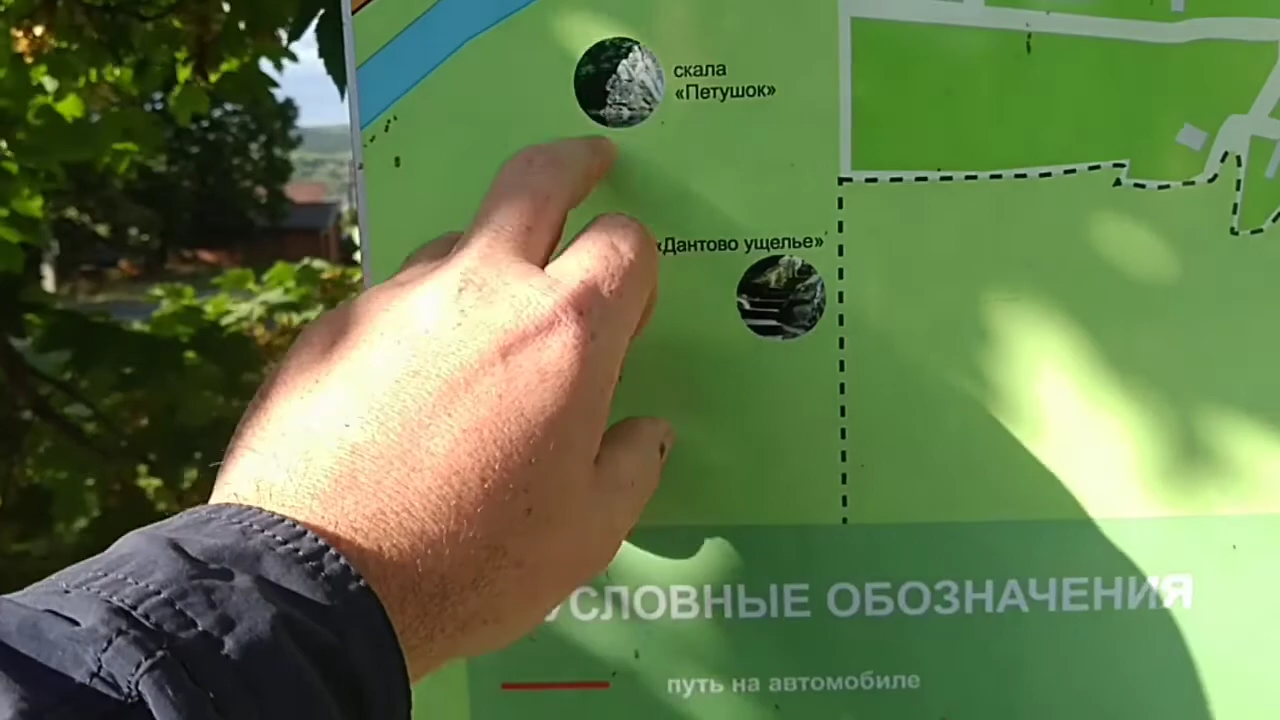 скала
«Петушок»
«Дантово ущелье»
УСЛОВНЫЕ ОБОЗНАЧЕНИЯ
путь на автомобиле